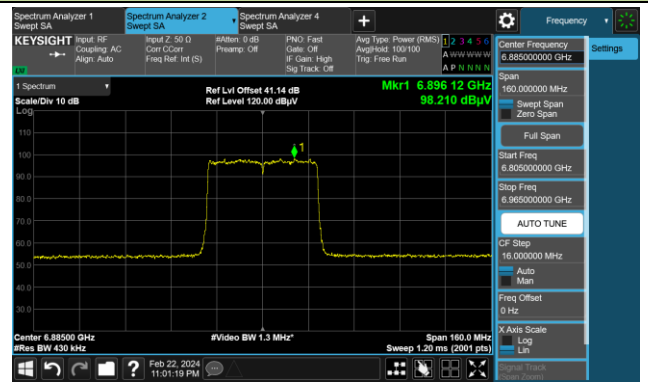 Spectrum Analyzer 1
Swept SA
Spectrum Analyzer 2
Swept SA
Spectrum Analyzer 4
Swept SA
+
Frequency
KEYSIGHT
Input: RF
Coupling: AC
Align: Auto
Input Z: 50 Ω
Corr CCorr
Freq Ref: Int (S)
#Atten: 0 dB
Preamp: Off
PNO: Fast
Gate: Off
IF Gain: High
Sig Track: Off
Avg Type: Power (RMS)
Avg|Hold: 100/100
Trig: Free Run
1 2 3 4 5 6
A W W W W W
A P N N N N
1 Spectrum
Scale/Div 10 dB
Ref Lvl Offset 41.14 dB
Ref Level 120.00 dBµV
Mkr1 6.896 12 GHz
98.210 dBµV
Log
110
100
90.0
80.0
70.0
60.0
50.0
40.0
30.0
1
Center 6.88500 GHz
#Res BW 430 kHz
#Video BW 1.3 MHz*
Span 160.0 MHz
Sweep 1.20 ms (2001 pts)
Feb 22, 2024
11:01:19 PM
?
Center Frequency
6.885000000 GHz
Settings
Span
160.000000 MHz
Swept Span
Zero Span
Full Span
Start Freq
6.805000000 GHz
Stop Freq
6.965000000 GHz
AUTO TUNE
CF Step
16.000000 MHz
Auto
Man
Freq Offset
0 Hz
X Axis Scale
Log
Lin
Signal Track
(Span Zoom)